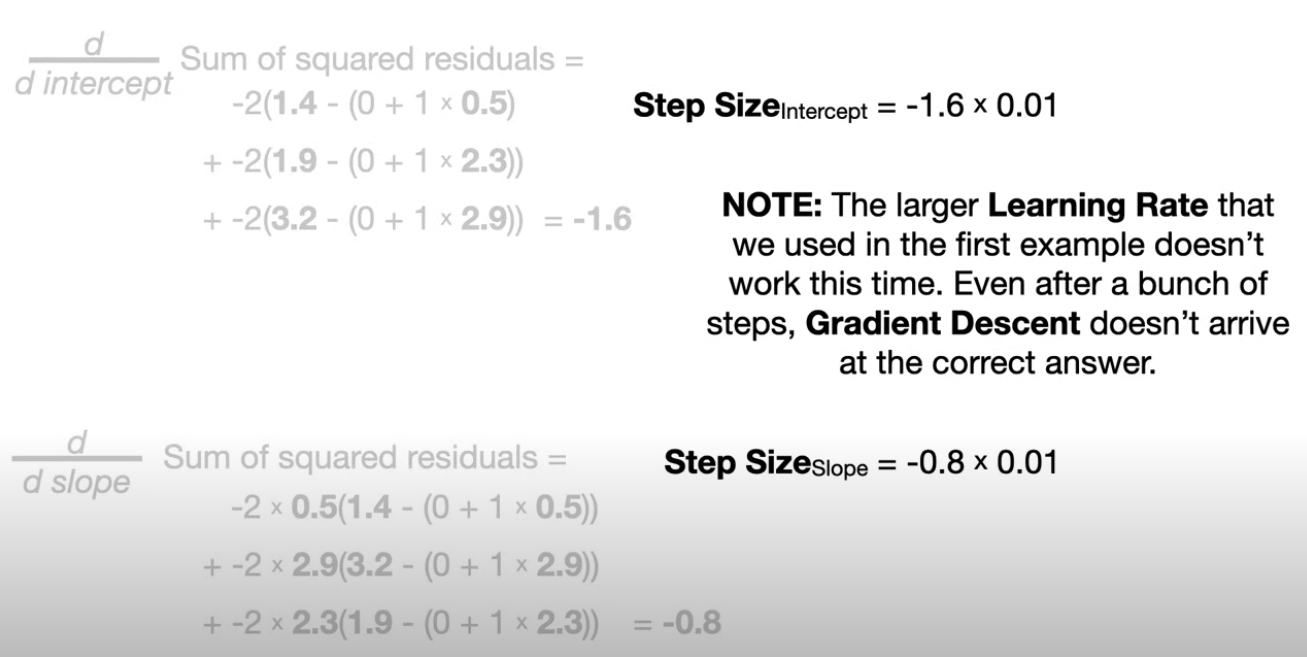 d
d intercept
Sum of squared residuals =
-2(1.4 - (0 + 1 × 0.5)
+ -2(1.9 - (0 + 1 × 2.3))
+ -2(3.2 - (0 + 1 × 2.9)) = -1.6
Step SizeIntercept = -1.6 × 0.01
NOTE: The larger Learning Rate that
we used in the first example doesn’t
work this time. Even after a bunch of
steps, Gradient Descent doesn’t arrive
at the correct answer.
d
d slope
Sum of squared residuals =
-2 × 0.5(1.4 - (0 + 1 × 0.5))
+ -2 × 2.9(3.2 - (0 + 1 × 2.9))
+ -2 × 2.3(1.9 - (0 + 1 × 2.3)) = -0.8
Step SizeSlope = -0.8 × 0.01